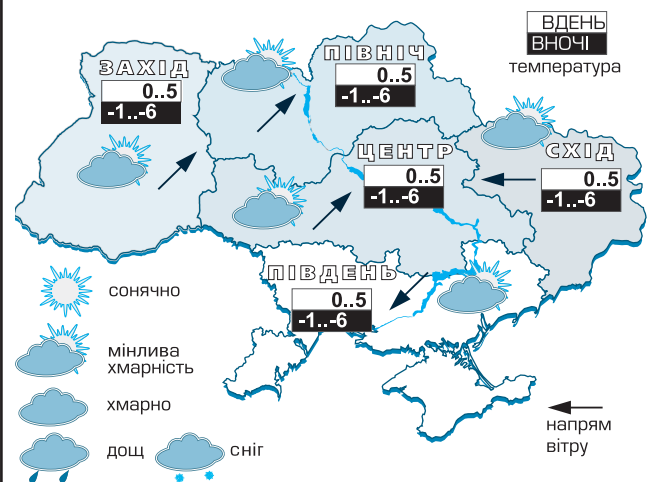 ВДЕНЬ
ВНОЧІ
температура
ЗАХІД
0..5
-1..-6
ПІВНІЧ
0..5
-1..-6
ЦЕНТР
0..5
-1..-6
СХІД
0..5
-1..-6
ПІВДЕНЬ
0..5
-1..-6
сонячно
мінлива
хмарність
хмарно
дощ
сніг
напрям
вітру